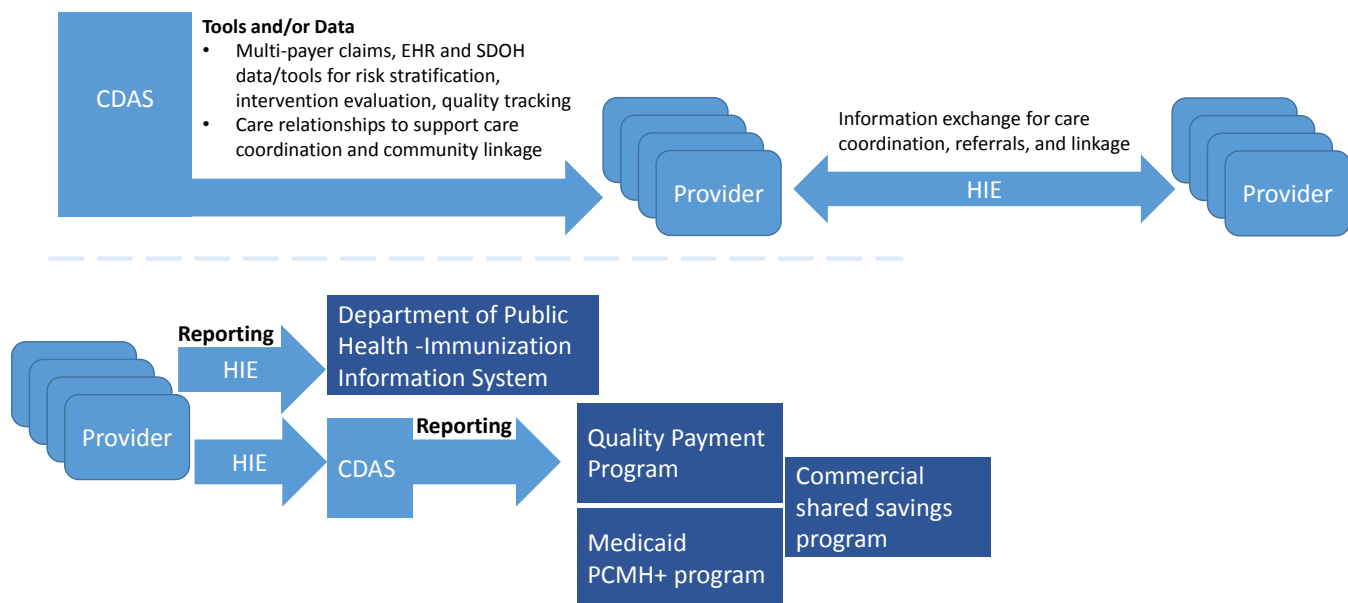 Tools and/or Data
• Multi-payer claims, EHR and SDOH
data/tools for risk stratification,
intervention evaluation, quality tracking
• Care relationships to support care
coordination and community linkage
CDAS
Provider
Information exchange for care
coordination, referrals, and linkage
HIE
Provider
Reporting
HIE
Department of Public
Health -Immunization
Information System
Provider
HIE
CDAS
Reporting
Quality Payment
Program
Commercial
shared savings
program
Medicaid
PCMH+ program